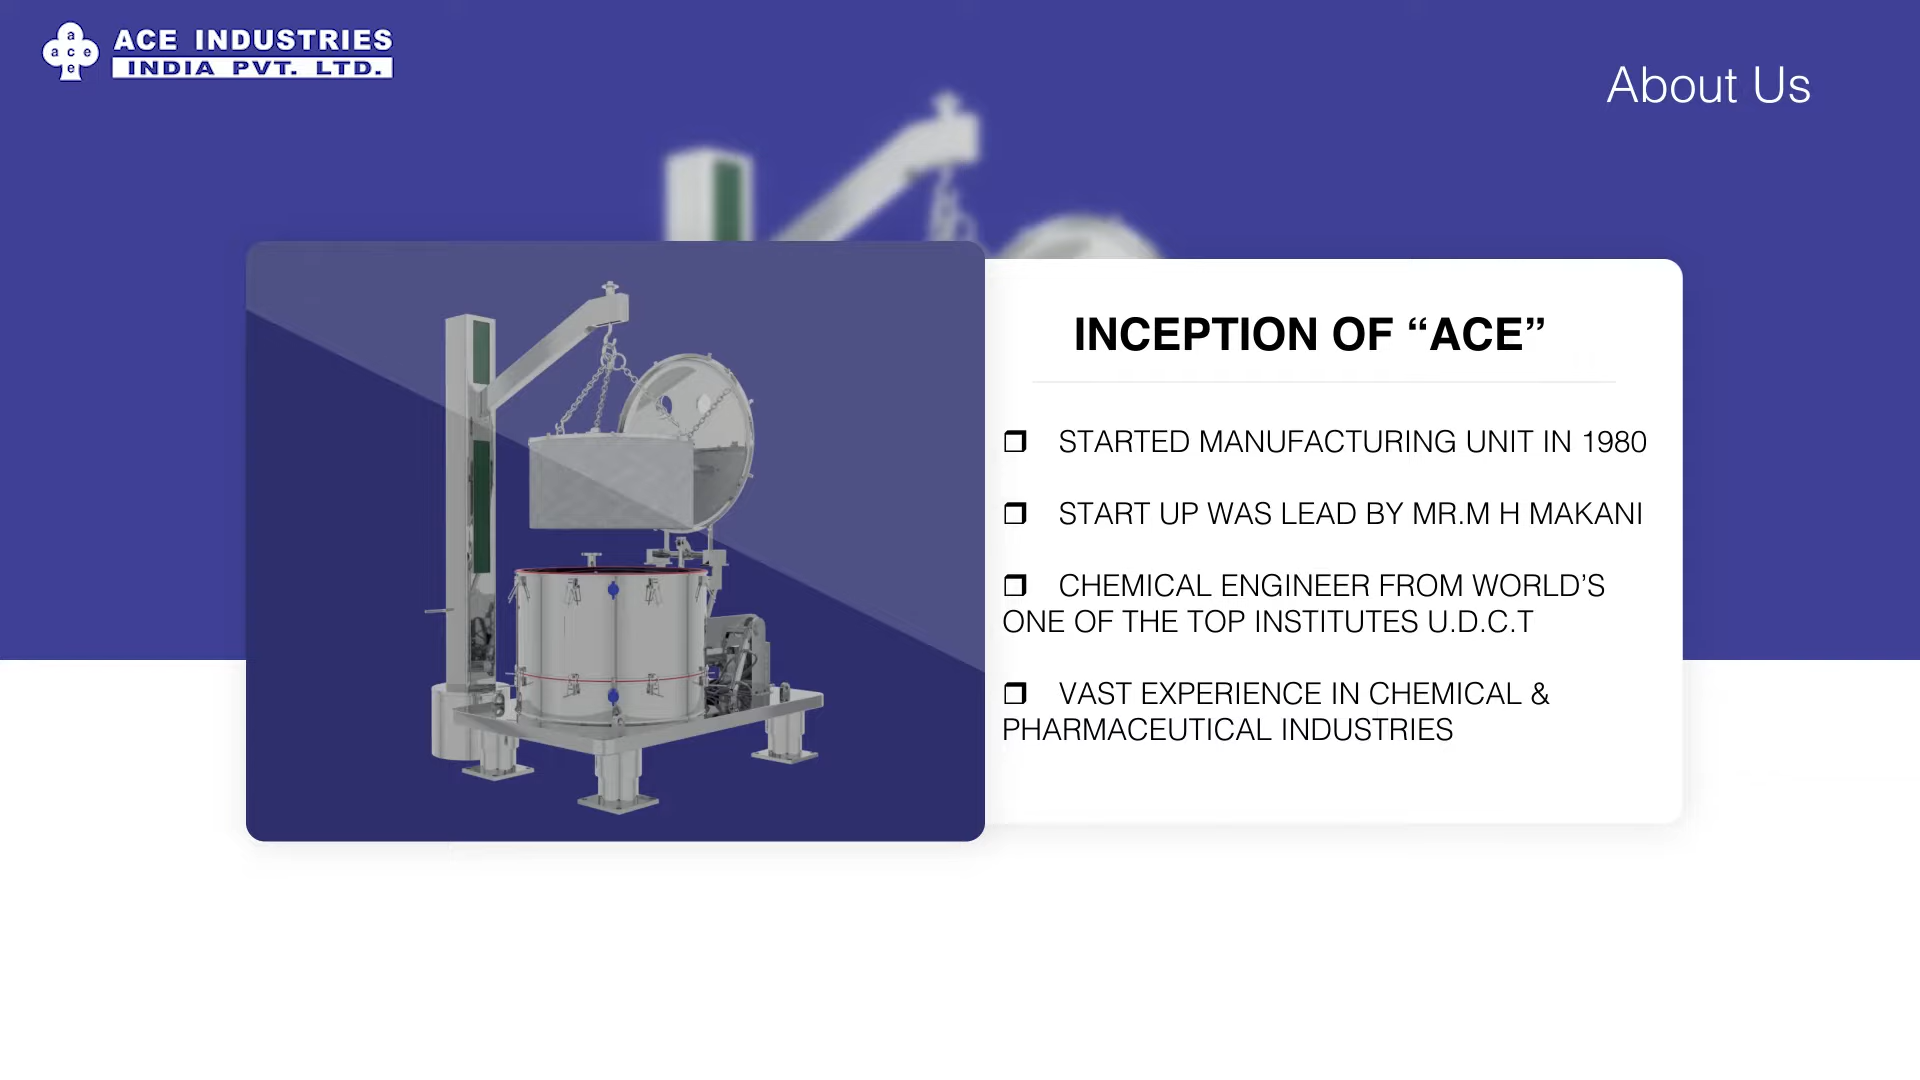 a
a c e
e
ACE INDUSTRIES
INDIA PVT. LTD.
About Us
INCEPTION OF “ACE”
❒ STARTED MANUFACTURING UNIT IN 1980
❒ START UP WAS LEAD BY MR.M H MAKANI
❒ CHEMICAL ENGINEER FROM WORLD’S
ONE OF THE TOP INSTITUTES U.D.C.T
❒ VAST EXPERIENCE IN CHEMICAL &
PHARMACEUTICAL INDUSTRIES